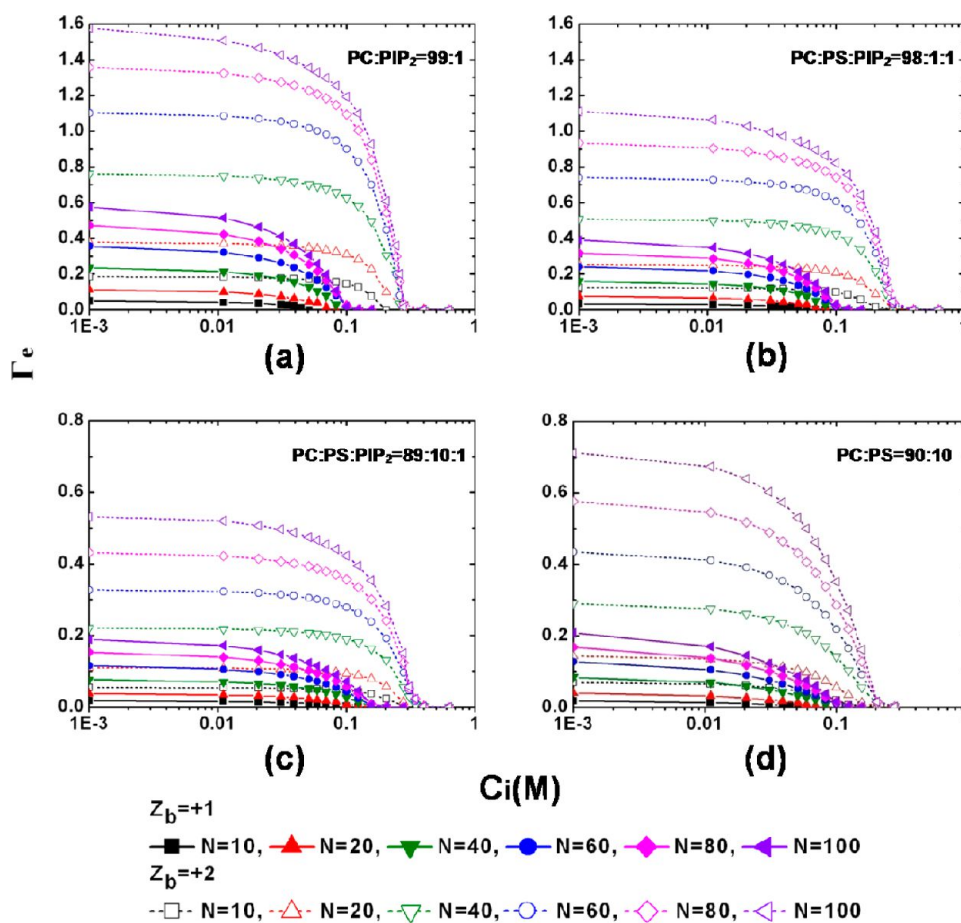 1.6
1.4
1.2
1.0
0.8
0.6
0.4
0.2
0.0
PC:PIP₂=99:1
1E-3 0.01 0.1 1
(a)
1.6
1.4
1.2
1.0
0.8
0.6
0.4
0.2
0.0
PC:PS:PIP₂=98:1:1
1E-3 0.01 0.1
(b)
Γe
0.8
0.6
0.4
0.2
0.0
PC:PS:PIP₂=89:10:1
1E-3 0.01 0.1 1
(c)
0.8
0.6
0.4
0.2
0.0
PC:PS=90:10
1E-3 0.01 0.1
(d)
Ci(M)
Zb=+1
N=10, N=20, N=40, N=60, N=80, N=100
Zb=+2
N=10, N=20, N=40, N=60, N=80, N=100